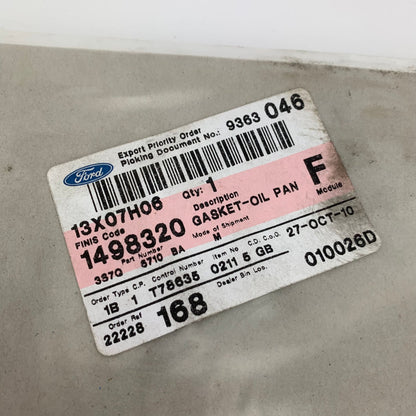 Ford
Export Priority Order
Picking Document No.: 9363 046
13X07H06 Qty: 1
FINIS Code Description
1498320 GASKET-OIL PAN F
Part Number Mode of Shipment Module
3S7Q 6710 BA M
Order Type C.P. Control Number Item No C.D. C.o.O. 27-OCT-10
1B 1 T78635 0211 5 GB
Order Ref Dealer Bin Loc. 010026D
22228 168